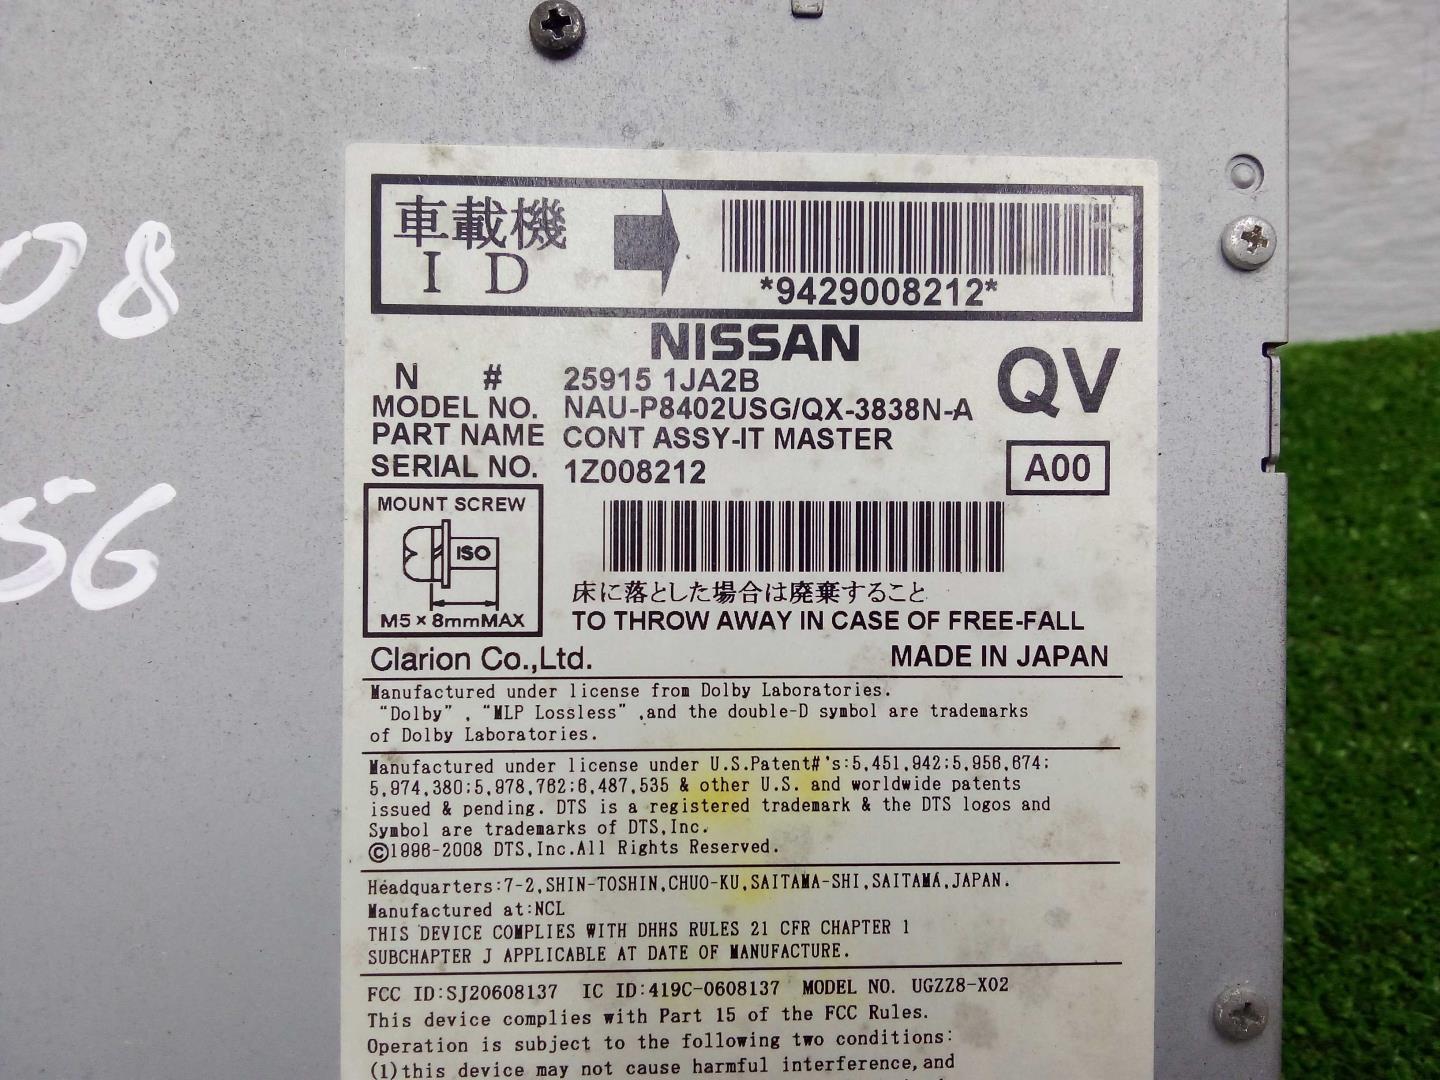 08
56
車載機
ID
*9429008212*
NISSAN
N # 25915 1JA2B
QV
MODEL NO. NAU-P8402USG/QX-3838N-A
PART NAME CONT ASSY-IT MASTER
SERIAL NO. 1Z008212
A00
MOUNT SCREW
ISO
M5×8mmMAX
床に落とした場合は廃棄すること
TO THROW AWAY IN CASE OF FREE-FALL
Clarion Co.,Ltd. MADE IN JAPAN
Manufactured under license from Dolby Laboratories.
“Dolby”, “MLP Lossless” ,and the double-D symbol are trademarks
of Dolby Laboratories.
Manufactured under license under U.S.Patent#'s:5,451,942;5,956,674;
5,974,380;5,978,762;6,487,535 & other U.S. and worldwide patents
issued & pending. DTS is a registered trademark & the DTS logos and
Symbol are trademarks of DTS,Inc.
©1996-2008 DTS,Inc.All Rights Reserved.
Headquarters:7-2,SHIN-TOSHIN,CHUO-KU,SAITAMA-SHI,SAITAMA,JAPAN.
Manufactured at:NCL
THIS DEVICE COMPLIES WITH DHHS RULES 21 CFR CHAPTER 1
SUBCHAPTER J APPLICABLE AT DATE OF MANUFACTURE.
FCC ID:SJ20608137 IC ID:419C-0608137 MODEL NO. UGZZ8-X02
This device complies with Part 15 of the FCC Rules.
Operation is subject to the following two conditions:
(1)this device may not cause harmful interference,and